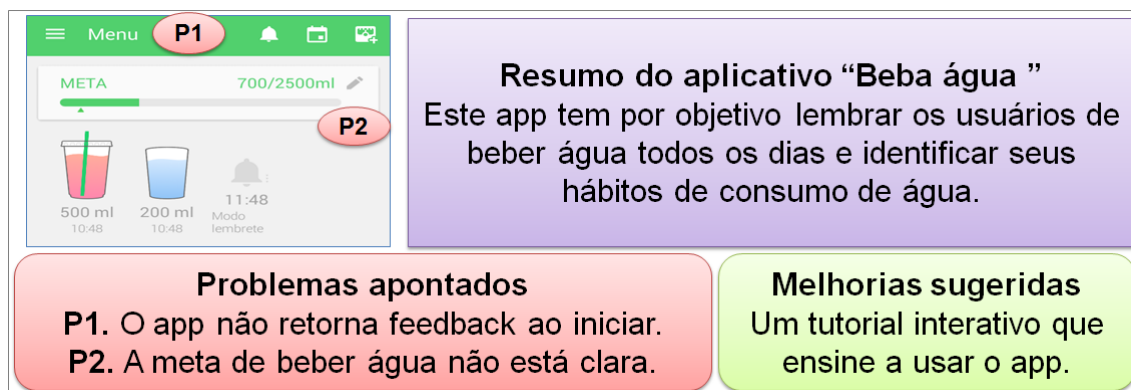 Menu
P1
META
700/2500ml
P2
500 ml
10:48
200 ml
10:48
11:48
Modo
lembrete
Resumo do aplicativo “Beba água ”
Este app tem por objetivo lembrar os usuários de
beber água todos os dias e identificar seus
hábitos de consumo de água.
Problemas apontados
P1. O app não retorna feedback ao iniciar.
P2. A meta de beber água não está clara.
Melhorias sugeridas
Um tutorial interativo que
ensine a usar o app.